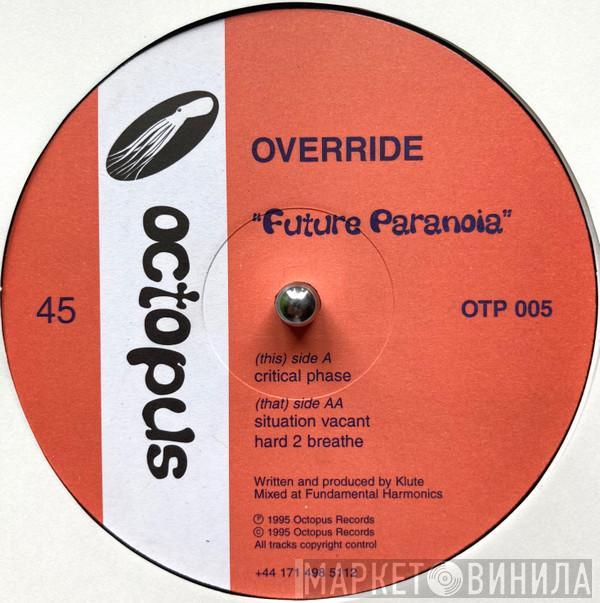 OVERRIDE
"Future Paranoia"
octopus
45
OTP 005
(this) side A
critical phase
(that) side AA
situation vacant
hard 2 breathe
Written and produced by Klute
Mixed at Fundamental Harmonics
℗ 1995 Octopus Records
© 1995 Octopus Records
All tracks copyright control
+44 171 498 5112
МАРКЕТ ВИНИЛА